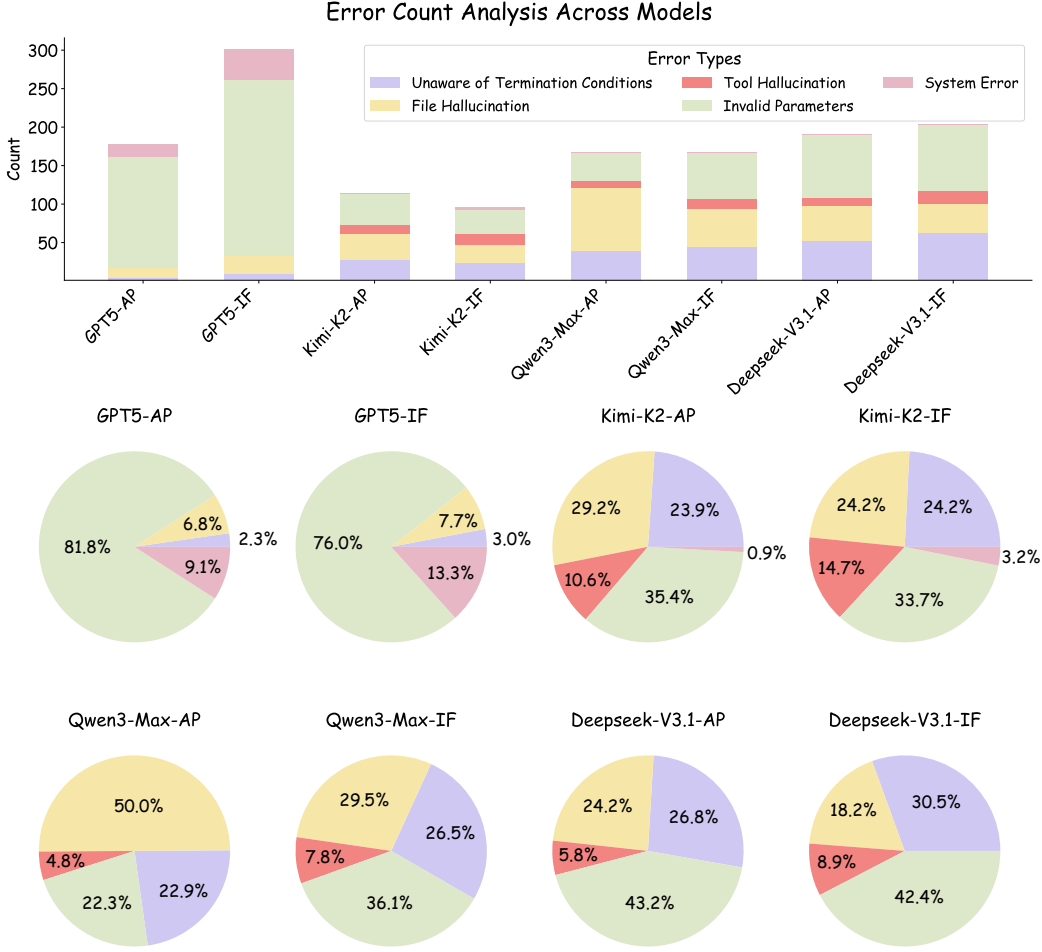 Error Count Analysis Across Models
Error Types
Unaware of Termination Conditions
Tool Hallucination
System Error
File Hallucination
Invalid Parameters
Count
300
250
200
150
100
50
GPT5-AP
GPT5-IF
Kimi-K2-AP
Kimi-K2-IF
Qwen3-Max-AP
Qwen3-Max-IF
Deepseek-V3.1-AP
Deepseek-V3.1-IF
GPT5-AP
81.8%
6.8%
2.3%
9.1%
GPT5-IF
76.0%
7.7%
3.0%
13.3%
Kimi-K2-AP
29.2%
23.9%
0.9%
10.6%
35.4%
Kimi-K2-IF
24.2%
24.2%
3.2%
14.7%
33.7%
Qwen3-Max-AP
50.0%
4.8%
22.3%
22.9%
Qwen3-Max-IF
29.5%
26.5%
7.8%
36.1%
Deepseek-V3.1-AP
24.2%
26.8%
5.8%
43.2%
Deepseek-V3.1-IF
18.2%
30.5%
8.9%
42.4%